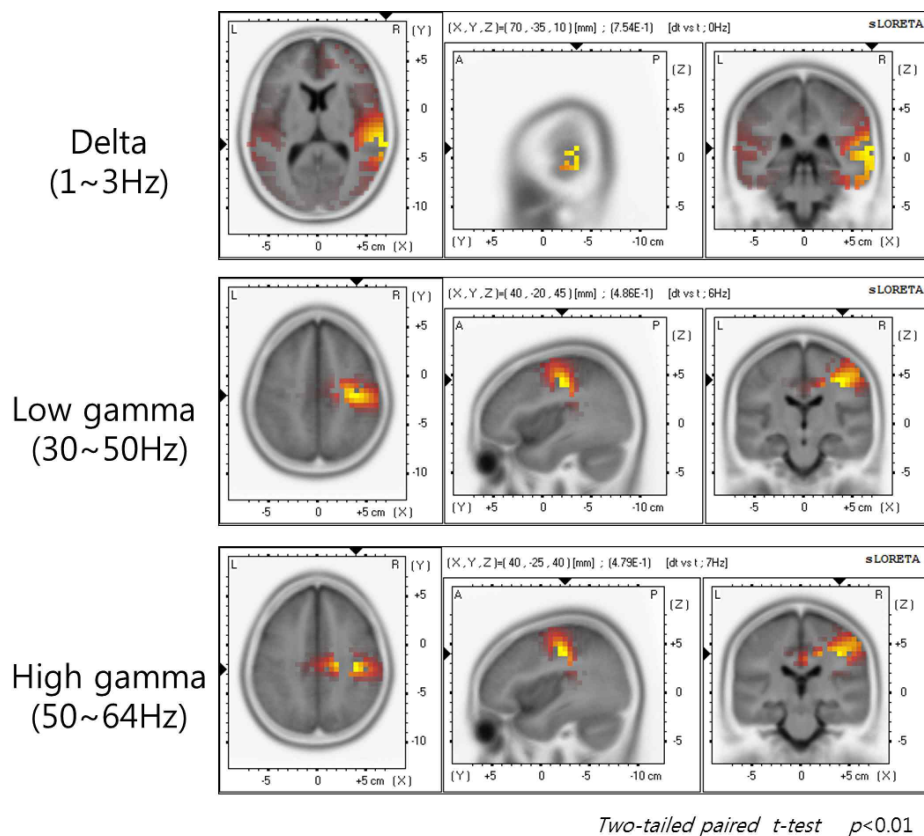 L R (Y) (X,Y,Z)=( 70 , -35 , 10 ) [mm] ; (7.54E-1) [dt vs t ; 0Hz] sLORETA
A P (Z) L R (Z)
+5 +5 +5
0
Delta
(1~3Hz)
-5 0 0
-10 -5 -5
-5 0 +5 cm (X) (Y) +5 0 -5 -10 cm -5 0 +5 cm (X)
L R (Y) (X,Y,Z)=( 40 , -20 , 45 ) [mm] ; (4.86E-1) [dt vs t ; 6Hz] sLORETA
A P (Z) L R (Z)
+5 +5 +5
0
Low gamma
(30~50Hz)
-5 0 0
-10 -5 -5
-5 0 +5 cm (X) (Y) +5 0 -5 -10 cm -5 0 +5 cm (X)
L R (Y) (X,Y,Z)=( 40 , -25 , 40 ) [mm] ; (4.79E-1) [dt vs t ; 7Hz] sLORETA
A P (Z) L R (Z)
+5 +5 +5
0
High gamma
(50~64Hz)
-5 0 0
-10 -5 -5
-5 0 +5 cm (X) (Y) +5 0 -5 -10 cm -5 0 +5 cm (X)
Two-tailed paired t-test p<0.01